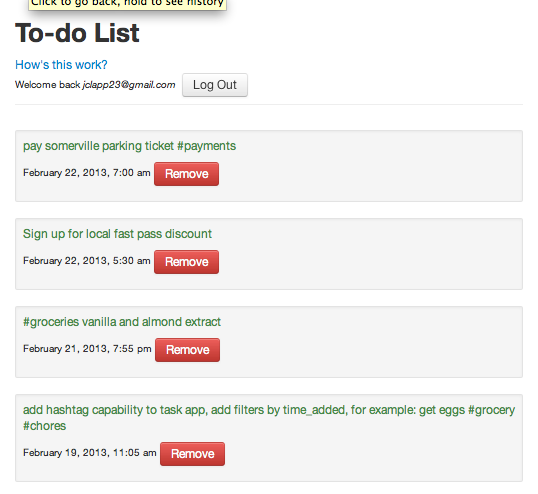 Click to go back, hold to see history
To-do List
How's this work?
Welcome back jclapp23@gmail.com Log Out
pay somerville parking ticket #payments
February 22, 2013, 7:00 am Remove
Sign up for local fast pass discount
February 22, 2013, 5:30 am Remove
#groceries vanilla and almond extract
February 21, 2013, 7:55 pm Remove
add hashtag capability to task app, add filters by time_added, for example: get eggs #grocery
#chores
February 19, 2013, 11:05 am Remove